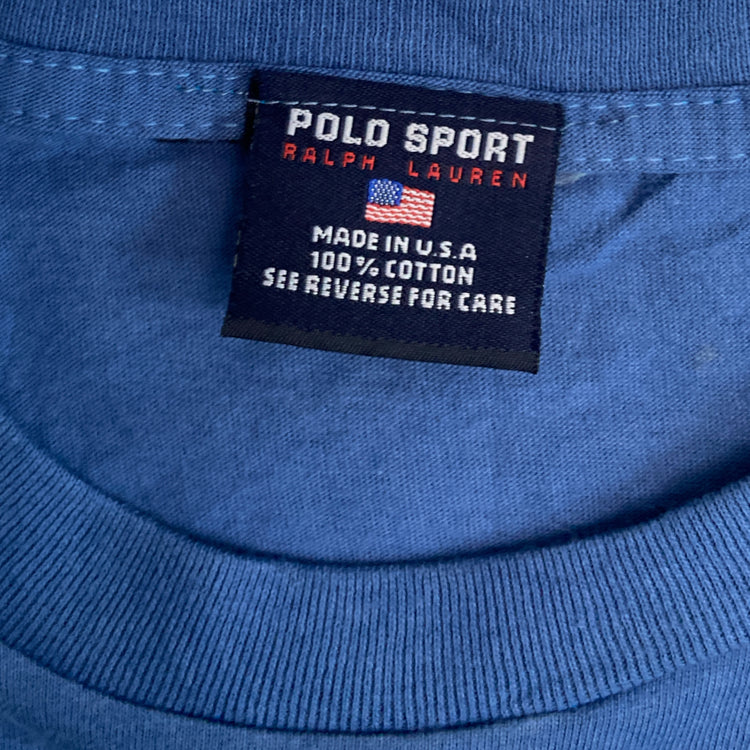 POLO SPORT
RALPH LAUREN
MADE IN U.S.A
100% COTTON
SEE REVERSE FOR CARE